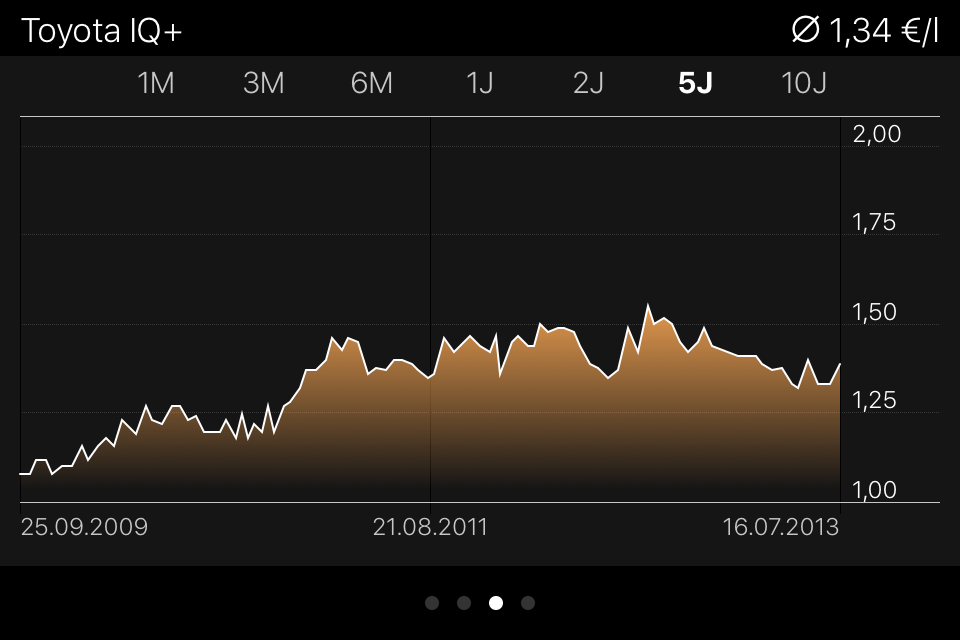 Toyota IQ+ Ø 1,34 €/l
1M 3M 6M 1J 2J 5J 10J
2,00
1,75
1,50
1,25
1,00
25.09.2009 21.08.2011 16.07.2013